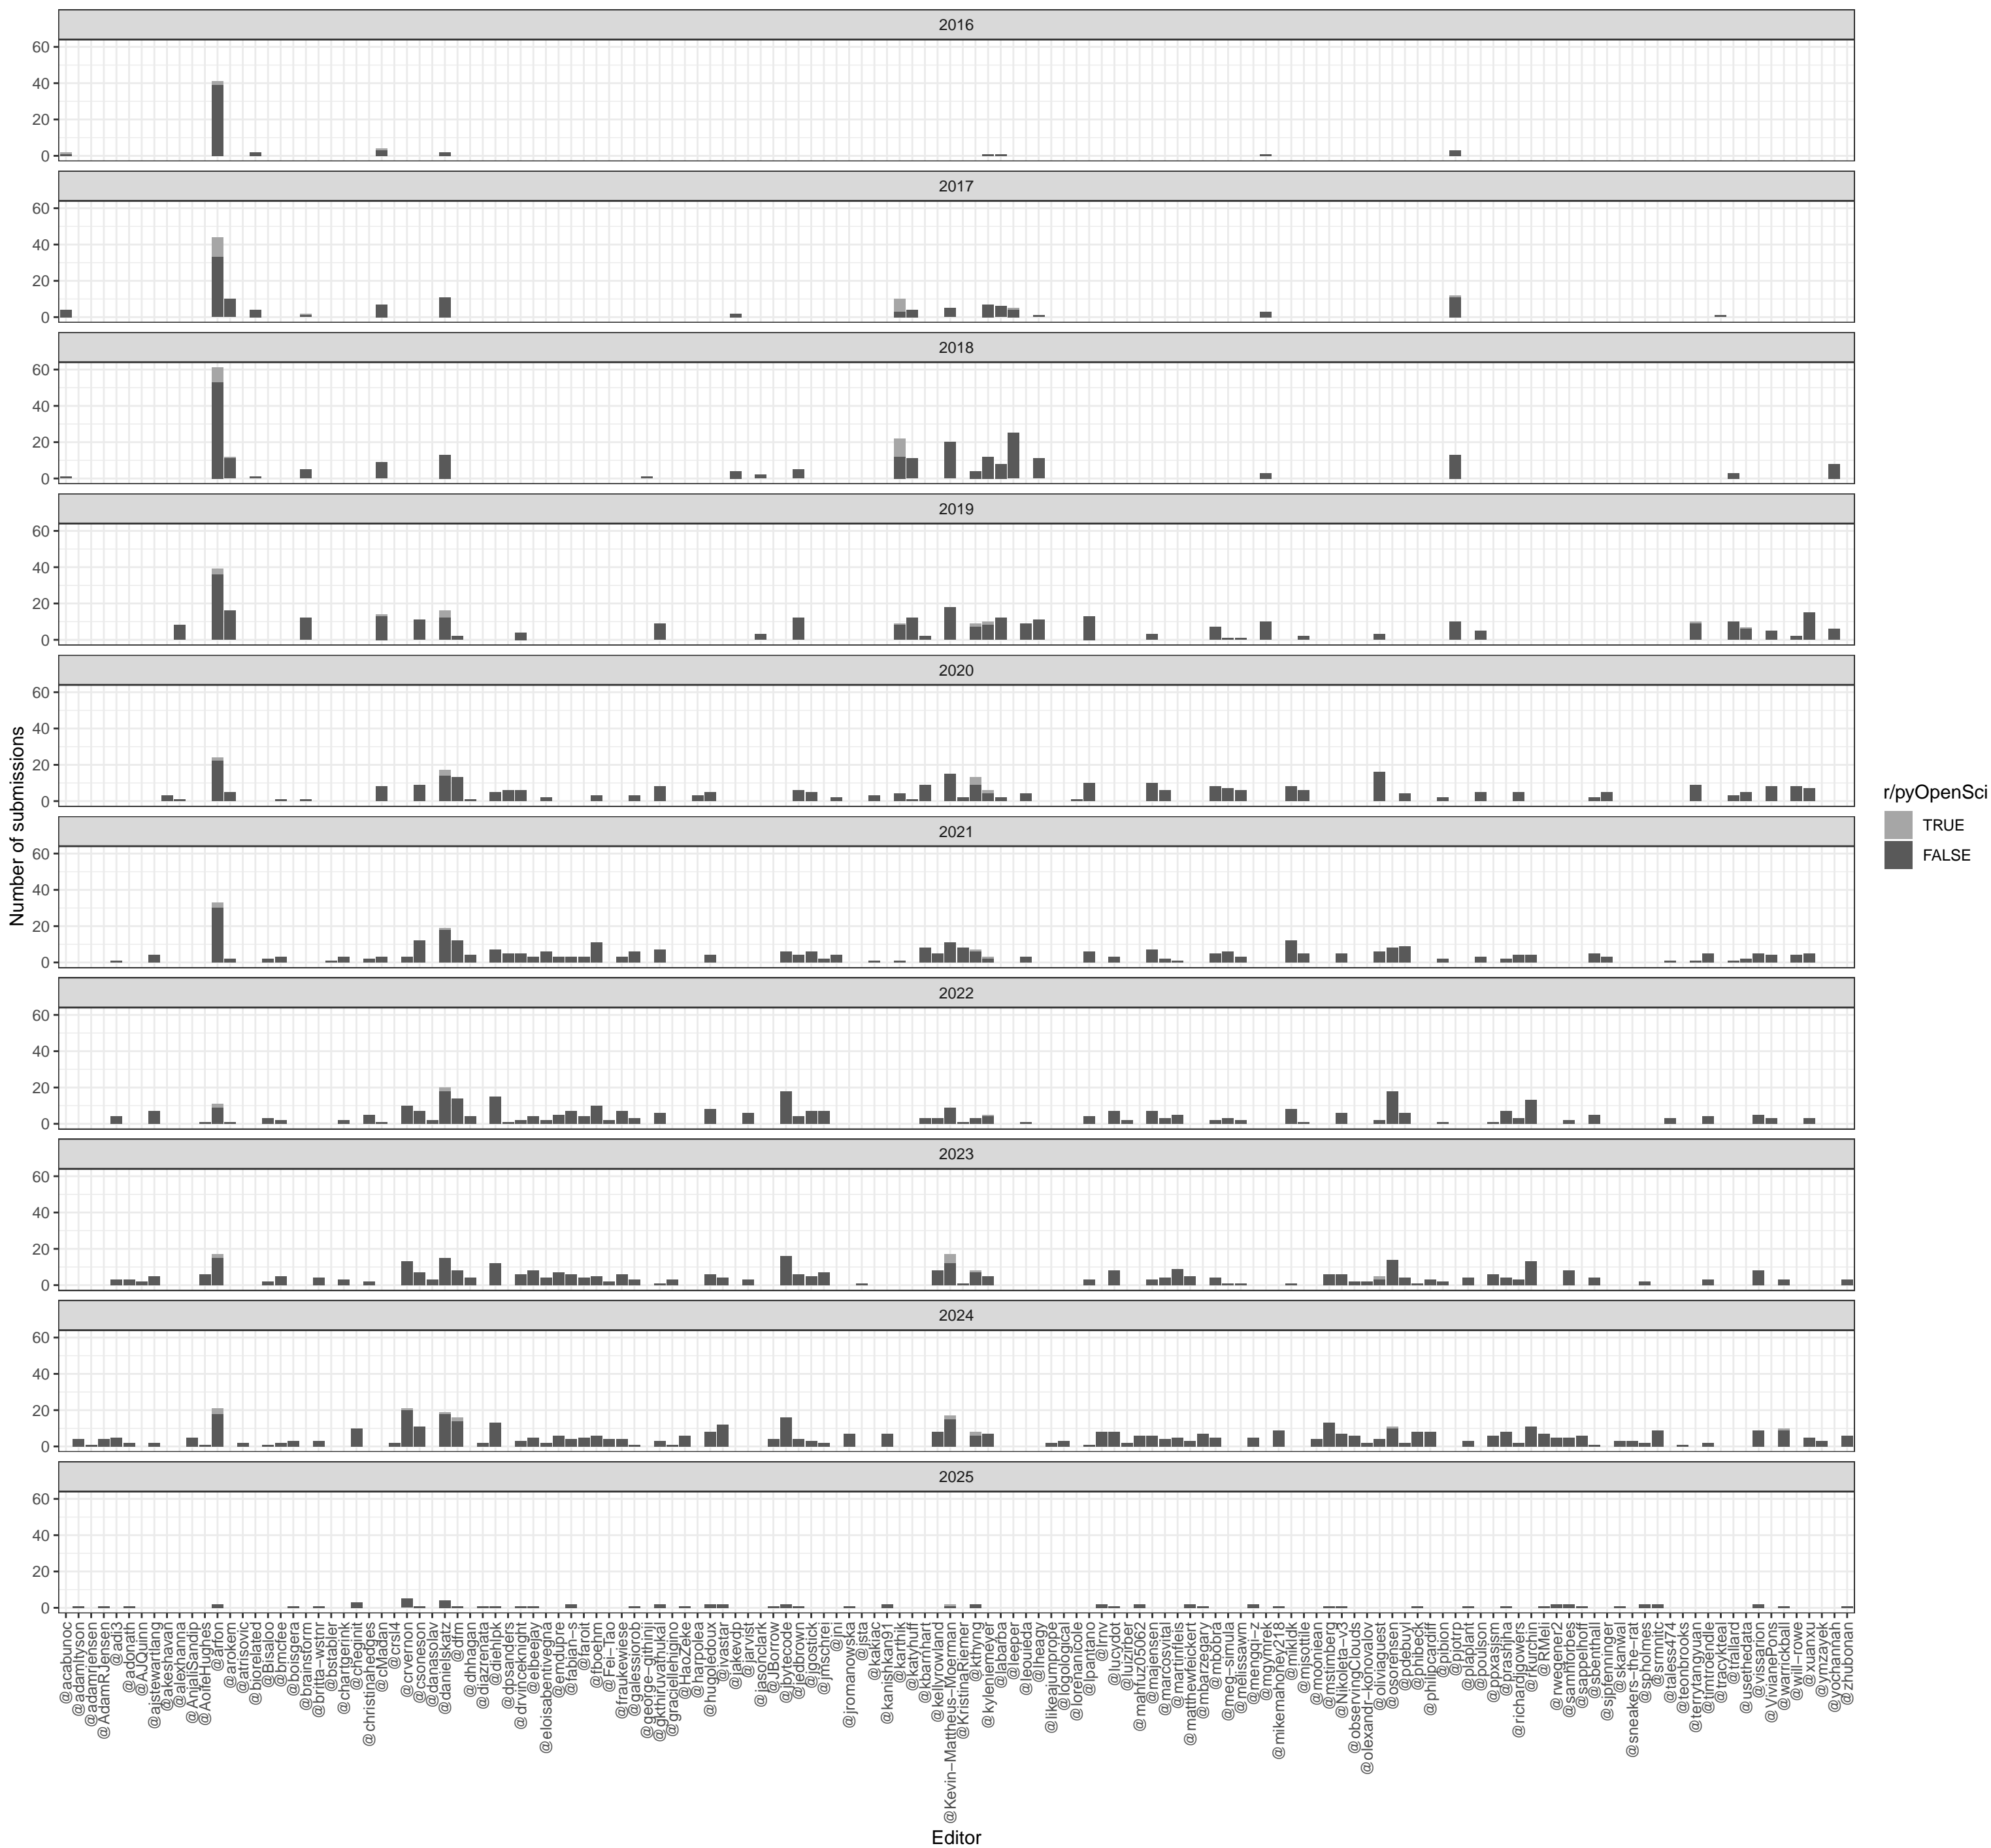 2016
60
40
20
0
2017
60
40
20
0
2018
60
40
20
0
2019
60
40
20
0
2020
60
40
20
0
2021
60
40
20
0
2022
60
40
20
0
2023
60
40
20
0
2024
60
40
20
0
2025
60
40
20
0
Number of submissions
r/pyOpenSci
TRUE
FALSE
@acabunoc
@adamltyson
@adamrjensen
@AdamRJensen
@adi3
@adonath
@AJQuinn
@ajstewartlang
@akeshavan
@alexhanna
@AnjaliSandip
@AoifeHughes
@arfon
@arokem
@atrisovic
@biorelated
@Bisaloo
@bmcfee
@boisgera
@brainstorm
@britta−wstnr
@bstabler
@chartgerink
@cheginit
@christinahedges
@cMadan
@crsl4
@crvernon
@csoneson
@danasolav
@danielskatz
@dfm
@dhhagan
@diazrenata
@diehlpk
@dpsanders
@drvinceknight
@elbeejay
@eloisabentivegna
@emdupre
@fabian−s
@faroit
@fboehm
@Fei−Tao
@fraukewiese
@galessiorob
@george−githinji
@gkthiruvathukal
@graciellehigino
@HaoZeke
@harpolea
@hugoledoux
@ivastar
@jakevdp
@jarvist
@jasonclark
@JBorrow
@jbytecode
@jedbrown
@jgostick
@jmschrei
@jni
@jromanowska
@jsta
@kakiac
@kanishkan91
@karthik
@katyhuff
@kbarnhart
@kellyrowland
@Kevin−Mattheus−Moerman
@KristinaRiemer
@kthyng
@kyleniemeyer
@labarba
@leeper
@leouieda
@lheagy
@likeajumprope
@logological
@lorenanicole
@lpantano
@lrnv
@lucydot
@luizirber
@mahfuz05062
@majensen
@marcosvital
@martinfleis
@matthewfeickert
@mbarzegary
@mbobra
@meg−simula
@melissawm
@mengqi−z
@mgymrek
@mikemahoney218
@mikldk
@mjsottile
@mooniean
@mstimberg
@Nikoleta−v3
@observingClouds
@olexandr−konovalov
@oliviaguest
@osorensen
@pdebuyl
@phibeck
@philipcardiff
@pibion
@pjotrp
@plaplant
@poulson
@ppxasjsm
@prashjha
@richardjgowers
@rkurchin
@RMeli
@rwegener2
@samhforbes
@sappelhoff
@sbenthall
@sjpfenninger
@skanwal
@sneakers−the−rat
@spholmes
@srmnitc
@taless474
@teonbrooks
@terrytangyuan
@timtroendle
@tracykteal
@trallard
@usethedata
@vissarion
@VivianePons
@warrickball
@will−rowe
@xuanxu
@ymzayek
@yochannah
@zhubonan
Editor